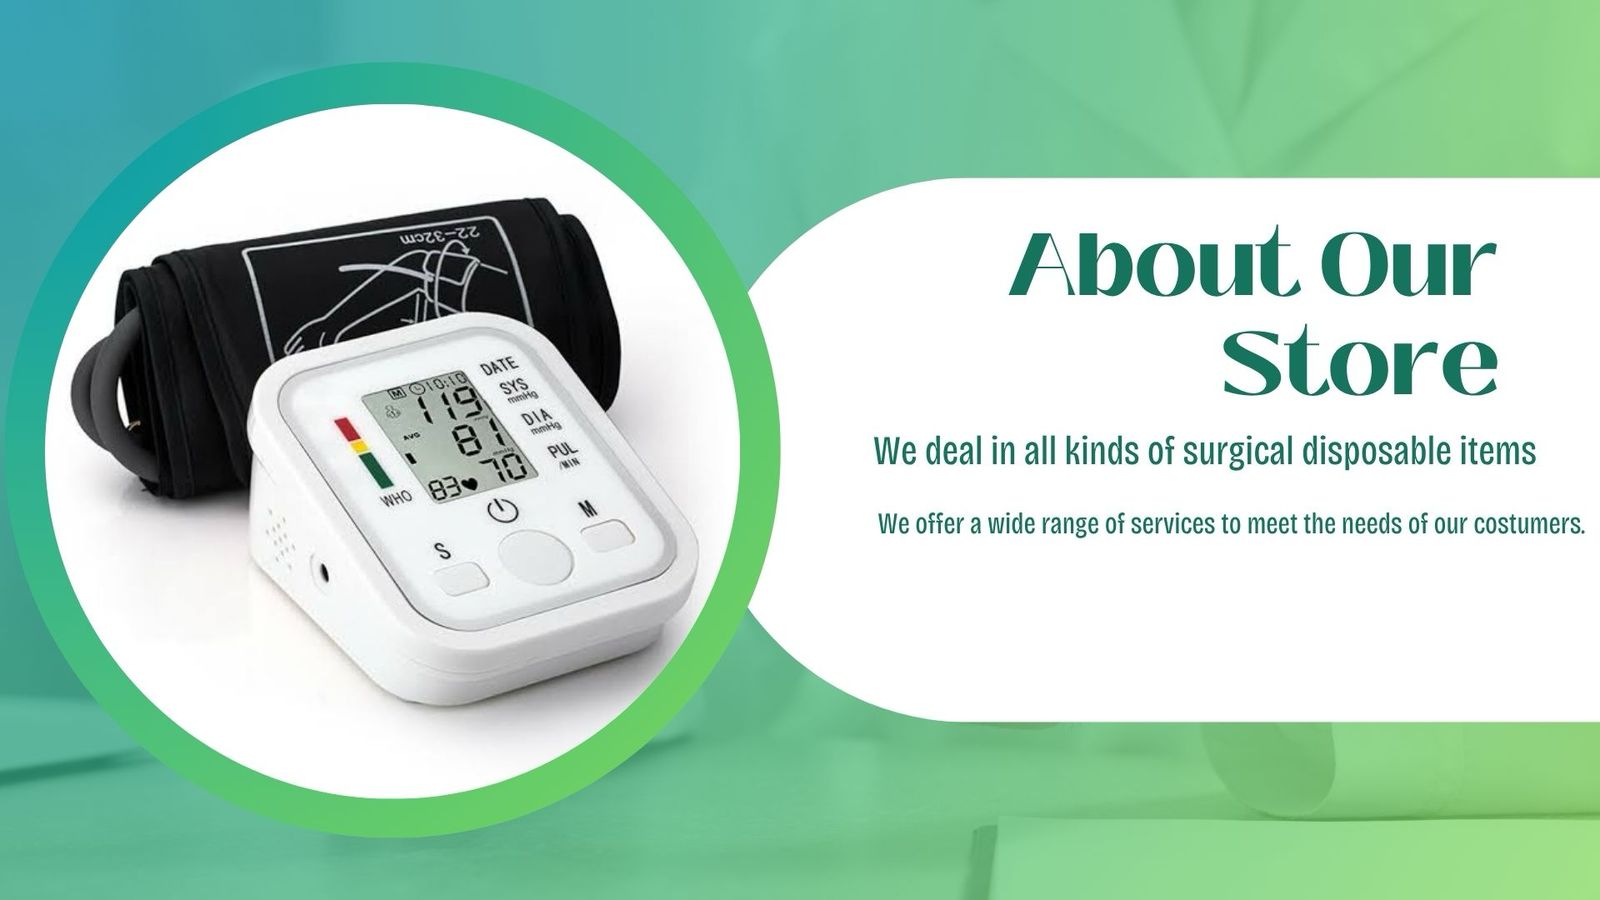 22-32cm
M 10:10
119
AVG
81
70
83
DATE
SYS
mmHg
DIA
mmHg
PUL
/MIN
WHO
S
M
About Our
Store
We deal in all kinds of surgical disposable items
We offer a wide range of services to meet the needs of our costumers.